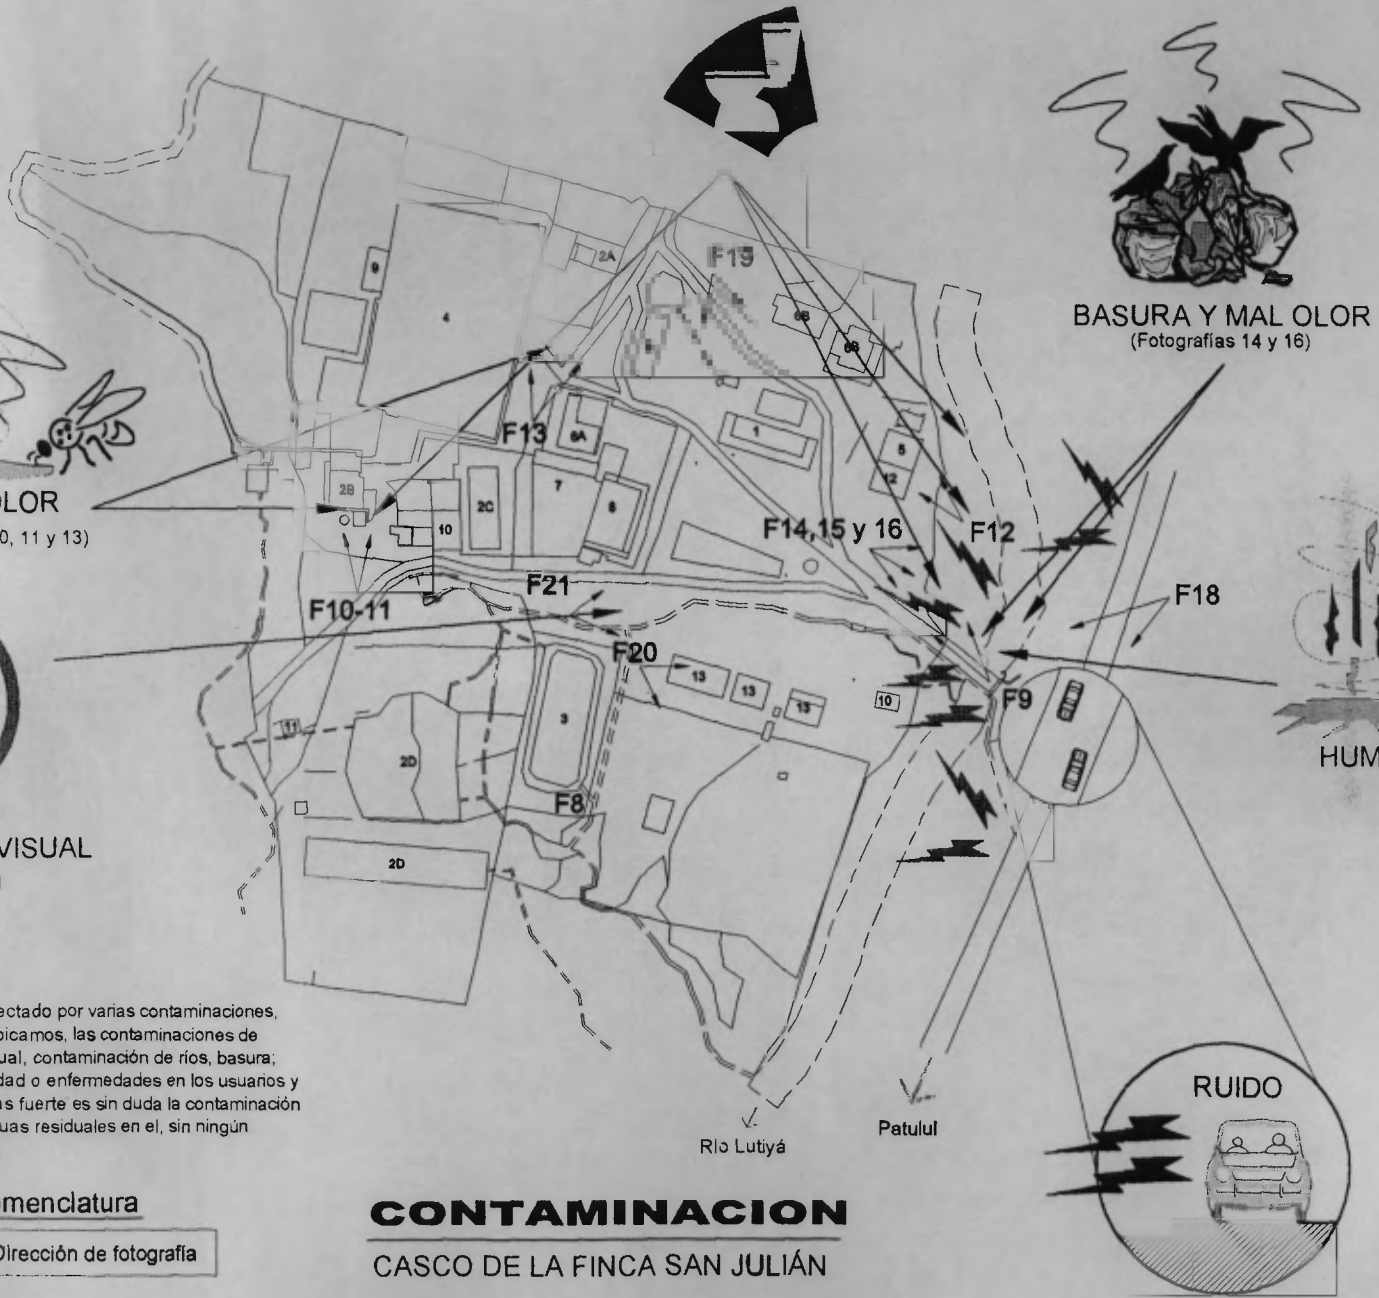 BASURA Y MAL OLOR
(Fotografías 14 y 16)
F19
2A
9
4
6B
6B
F13
6A
1
5
12
OLOR
0, 11 y 13)
2B
10
2C
7
F14,15 y 16
F12
F10-11
F21
F18
F20
13
13
13
10
F9
11
3
2D
F8
HUM
VISUAL
2D
ectado por varias contaminaciones,
bicamos, las contaminaciones de
ual, contaminación de ríos, basura;
dad o enfermedades en los usuarios y
as fuerte es sin duda la contaminación
uas residuales en el, sin ningún
Río Lutiyá
Patulul
RUIDO
menclatura
Dirección de fotografía
CONTAMINACION
CASCO DE LA FINCA SAN JULIÁN